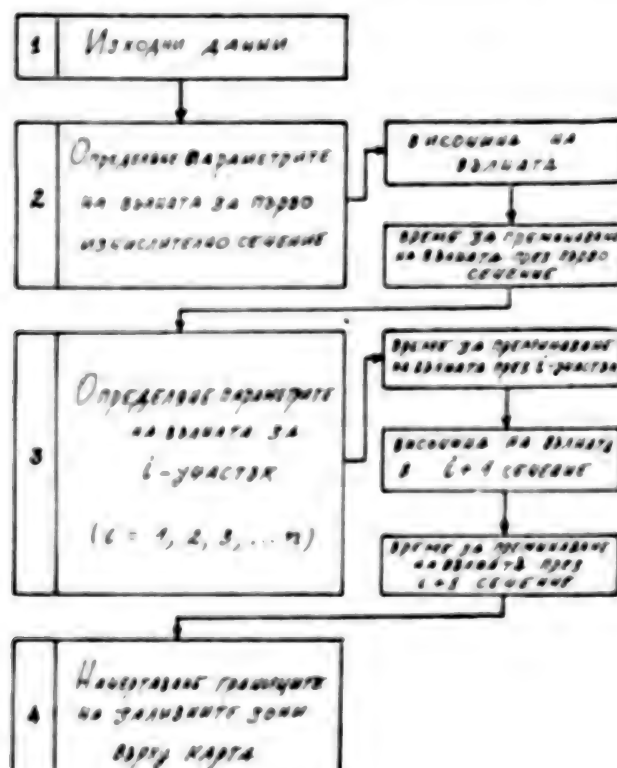 1 Изходни данни
2
Определяне параметрите
на вълната за първо
изчислително сечение
височина на
вълната
време за преминаване
на вълната през първо
сечение
3
Определяне параметрите
на вълната за
i - участък
(i = 1, 2, 3, ... n)
време за преминаване
на вълната през i-участък
височина на вълната
в i + 1 сечение
време за преминаване
на вълната през
i + 1 сечение
4
Начертаване границите
на заливните зони
върху карта